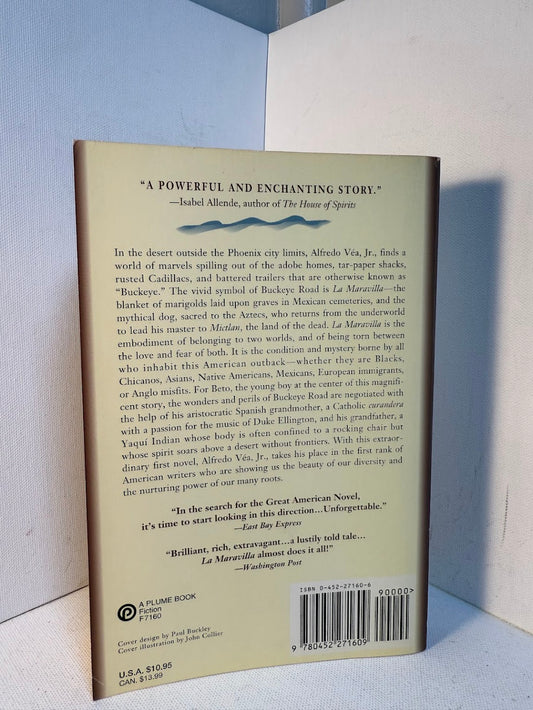 “A POWERFUL AND ENCHANTING STORY.”
—Isabel Allende, author of The House of Spirits
In the desert outside the Phoenix city limits, Alfredo Véa, Jr., finds a
world of marvels spilling out of the adobe homes, tar-paper shacks,
rusted Cadillacs, and battered trailers that are otherwise known as
“Buckeye.” The vivid symbol of Buckeye Road is La Maravilla—the
blanket of marigolds laid upon graves in Mexican cemeteries, and the
mythical dog, sacred to the Aztecs, who returns from the underworld
to lead his master to Mictlan, the land of the dead. La Maravilla is the
embodiment of belonging to two worlds, and of being torn between
the love and fear of both. It is the condition and mystery borne by all
who inhabit this American outback—whether they are Blacks,
Chicanos, Asians, Native Americans, Mexicans, European immigrants,
or Anglo misfits. For Beto, the young boy at the center of this magnifi-
cent story, the wonders and perils of Buckeye Road are negotiated with
the help of his aristocratic Spanish grandmother, a Catholic curandera
with a passion for the music of Duke Ellington, and his grandfather, a
Yaquí Indian whose body is often confined to a rocking chair but
whose spirit soars above a desert without frontiers. With this extraor-
dinary first novel, Alfredo Véa, Jr., takes his place in the first rank of
American writers who are showing us the beauty of our diversity and
the nurturing power of our many roots.
“In the search for the Great American Novel,
it’s time to start looking in this direction…Unforgettable.”
—East Bay Express
“Brilliant, rich, extravagant…a lustily told tale…
La Maravilla almost does it all!”
—Washington Post
A PLUME BOOK
Fiction
F7160
Cover design by Paul Buckley
Cover illustration by John Collier
U.S.A. $10.95
CAN. $13.99
ISBN 0-452-27160-6
90000>
9 780452 271609